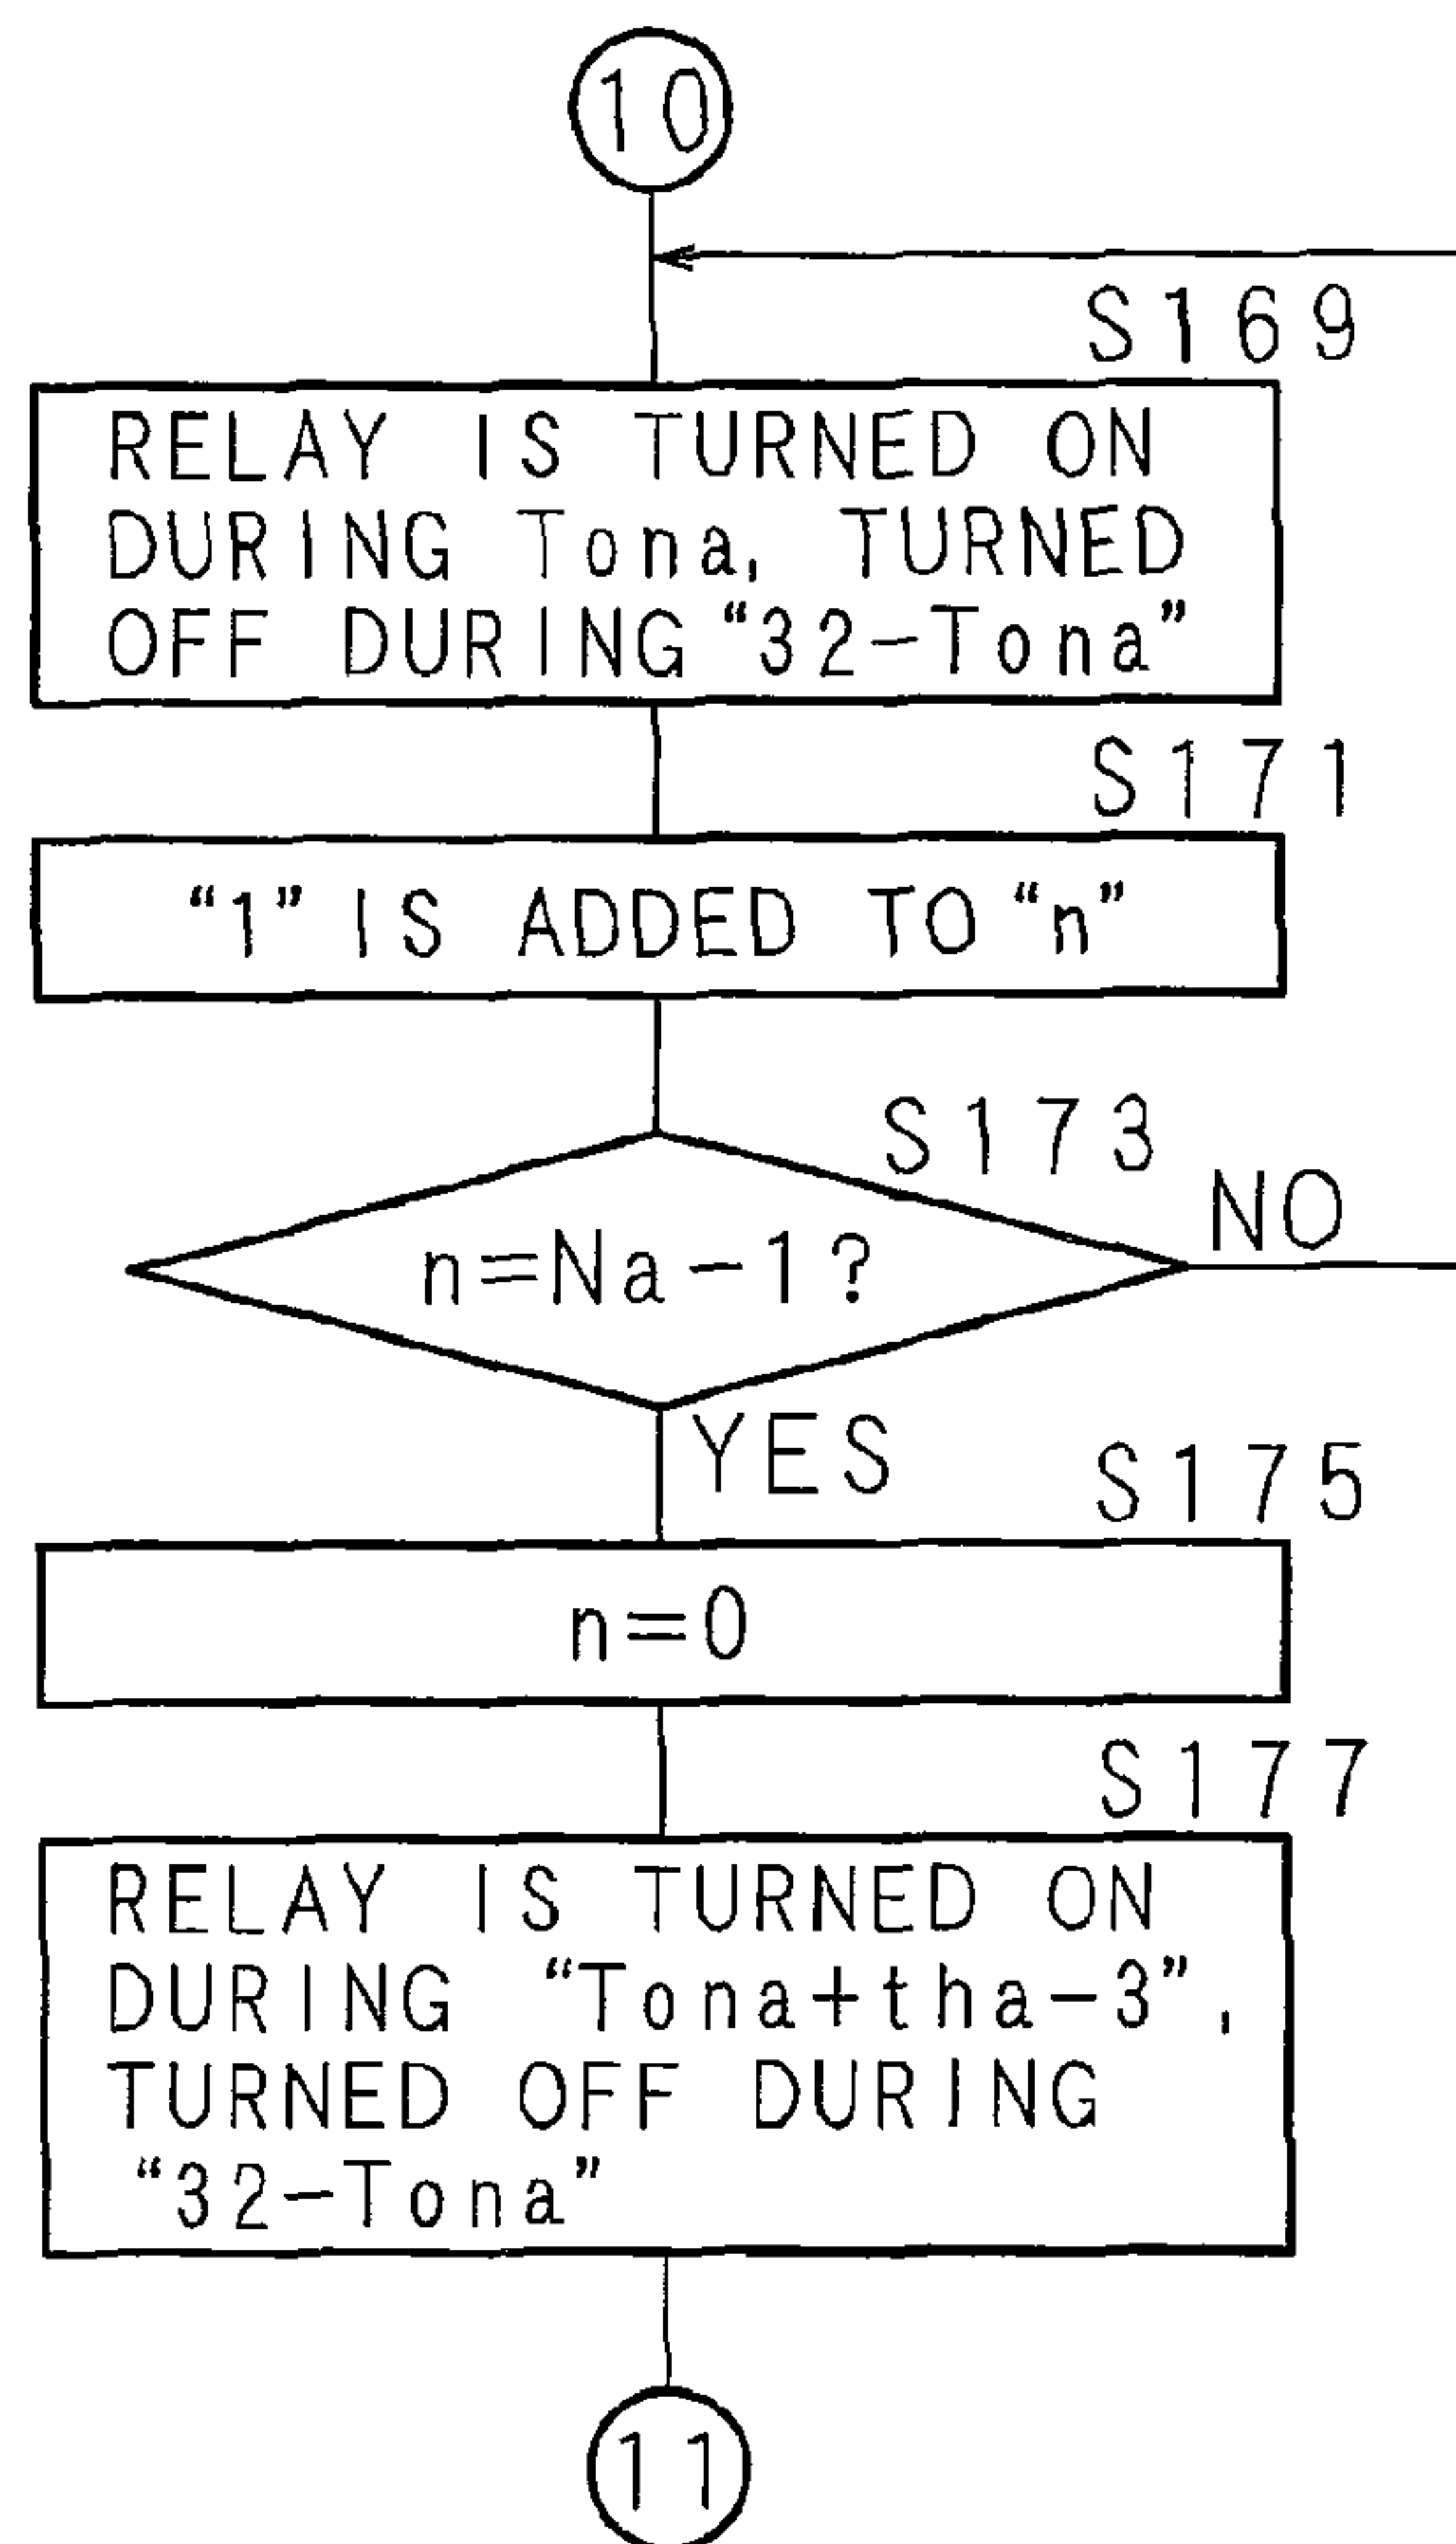 10
S169
RELAY IS TURNED ON
DURING Tona, TURNED
OFF DURING “32-Tona”
S171
“1” IS ADDED TO “n”
S173
n=Na-1?
NO
YES
S175
n=0
S177
RELAY IS TURNED ON
DURING “Tona+tha-3”,
TURNED OFF DURING
“32-Tona”
11